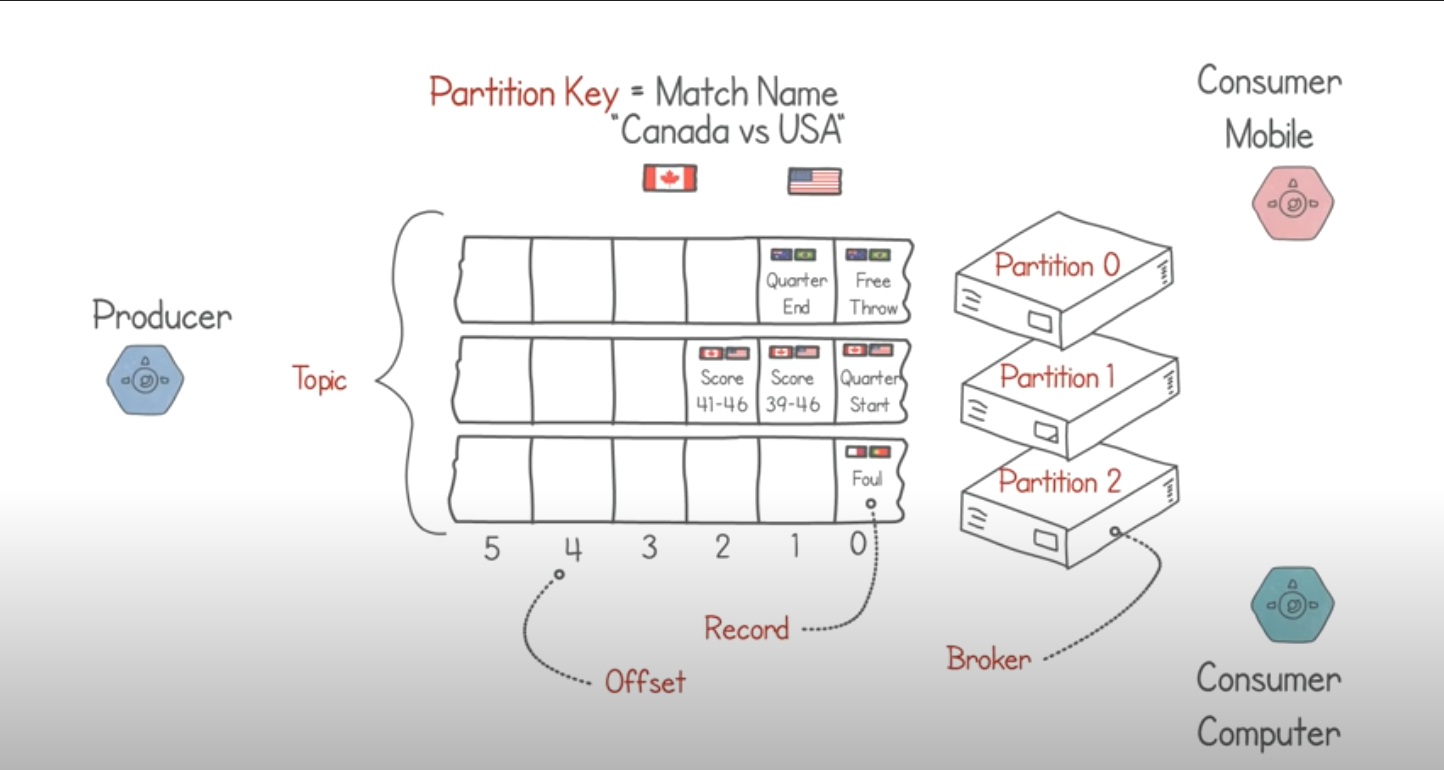 Partition Key = Match Name
"Canada vs USA"
Consumer
Mobile
Producer
Topic
Quarter
End
Free
Throw
Partition 0
Score
41-46
Score
39-46
Quarter
Start
Partition 1
Foul
Partition 2
5 4 3 2 1 0
Record
Offset
Broker
Consumer
Computer